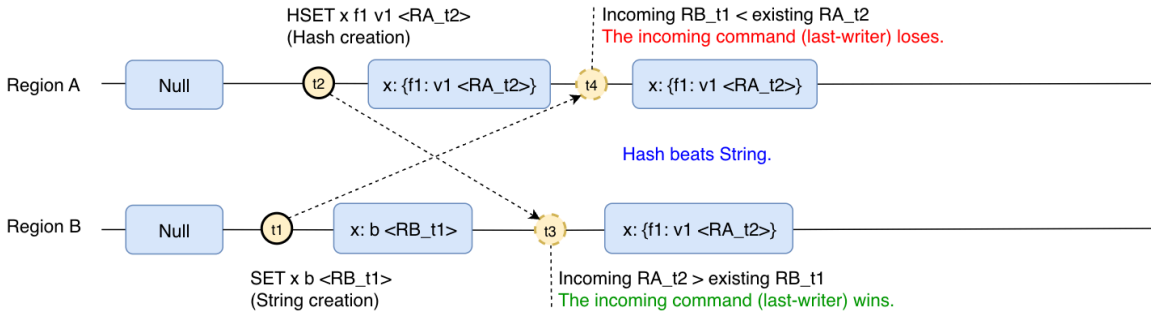 HSET x f1 v1 <RA_t2>
(Hash creation)
Incoming RB_t1 < existing RA_t2
The incoming command (last-writer) loses.
Region A
Null
t2
x: {f1: v1 <RA_t2>}
t4
x: {f1: v1 <RA_t2>}
Hash beats String.
Region B
Null
t1
x: b <RB_t1>
t3
x: {f1: v1 <RA_t2>}
SET x b <RB_t1>
(String creation)
Incoming RA_t2 > existing RB_t1
The incoming command (last-writer) wins.